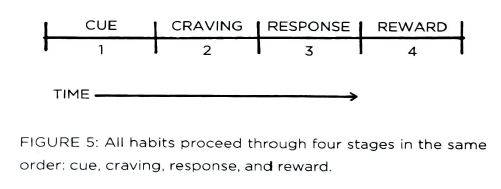 CUE CRAVING RESPONSE REWARD
1 2 3 4
TIME
FIGURE 5: All habits proceed through four stages in the same
order: cue, craving, response, and reward.